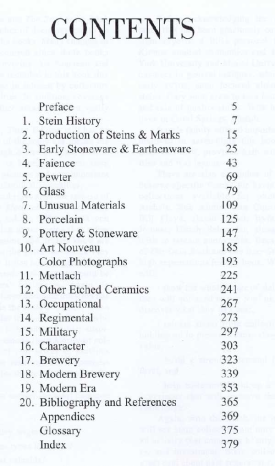 CONTENTS
Preface 5
1. Stein History 7
2. Production of Steins & Marks 15
3. Early Stoneware & Earthenware 25
4. Faience 43
5. Pewter 69
6. Glass 79
7. Unusual Materials 109
8. Porcelain 125
9. Pottery & Stoneware 147
10. Art Nouveau 185
Color Photographs 193
11. Mettlach 225
12. Other Etched Ceramics 241
13. Occupational 267
14. Regimental 273
15. Military 297
16. Character 303
17. Brewery 323
18. Modern Brewery 339
19. Modern Era 353
20. Bibliography and References 365
Appendices 369
Glossary 375
Index 379